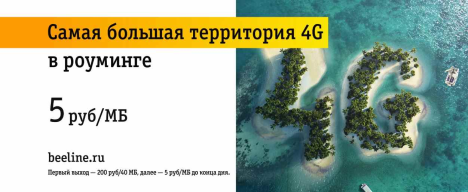 Самая большая территория 4G
в роуминге
5 руб/МБ
beeline.ru
Первый выход — 200 руб/40 МБ, далее — 5 руб/МБ до конца дня.
4G